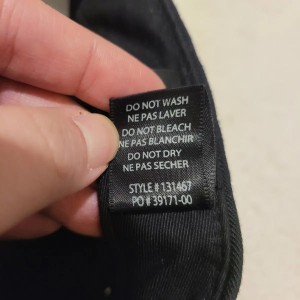 DO NOT WASH
NE PAS LAVER
DO NOT BLEACH
NE PAS BLANCHIR
DO NOT DRY
NE PAS SECHER
STYLE # 131467
PO # 39171-00